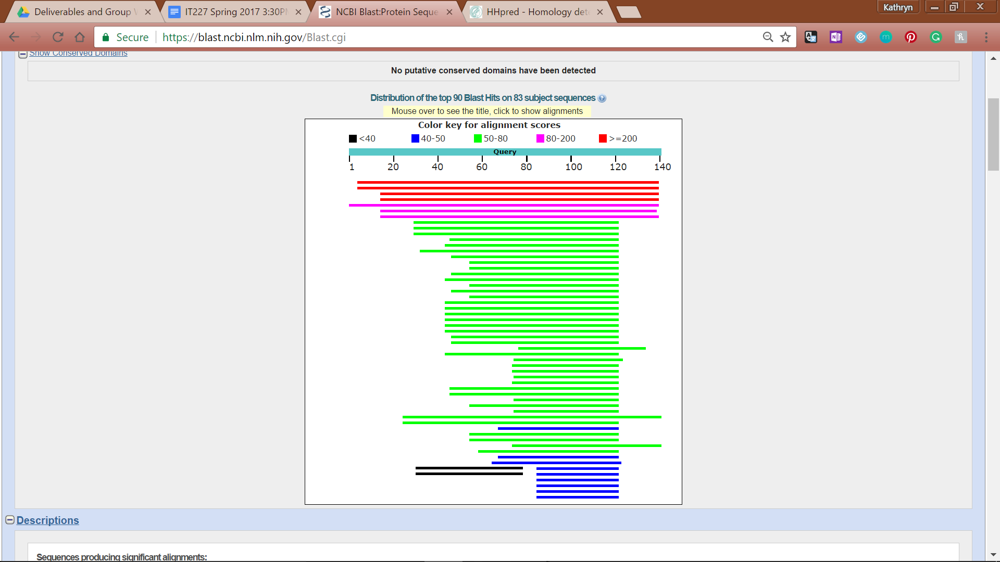 Deliverables and Group
IT227 Spring 2017 3:30P
NCBI Blast:Protein Seque
HHpred - Homology det
Kathryn
Secure
https://blast.ncbi.nlm.nih.gov/Blast.cgi
Show Conserved Domains
No putative conserved domains have been detected
Distribution of the top 90 Blast Hits on 83 subject sequences
Mouse over to see the title, click to show alignments
Color key for alignment scores
<40 40-50 50-80 80-200 >=200
Query
1 20 40 60 80 100 120 140
Descriptions
Sequences producing significant alignments: